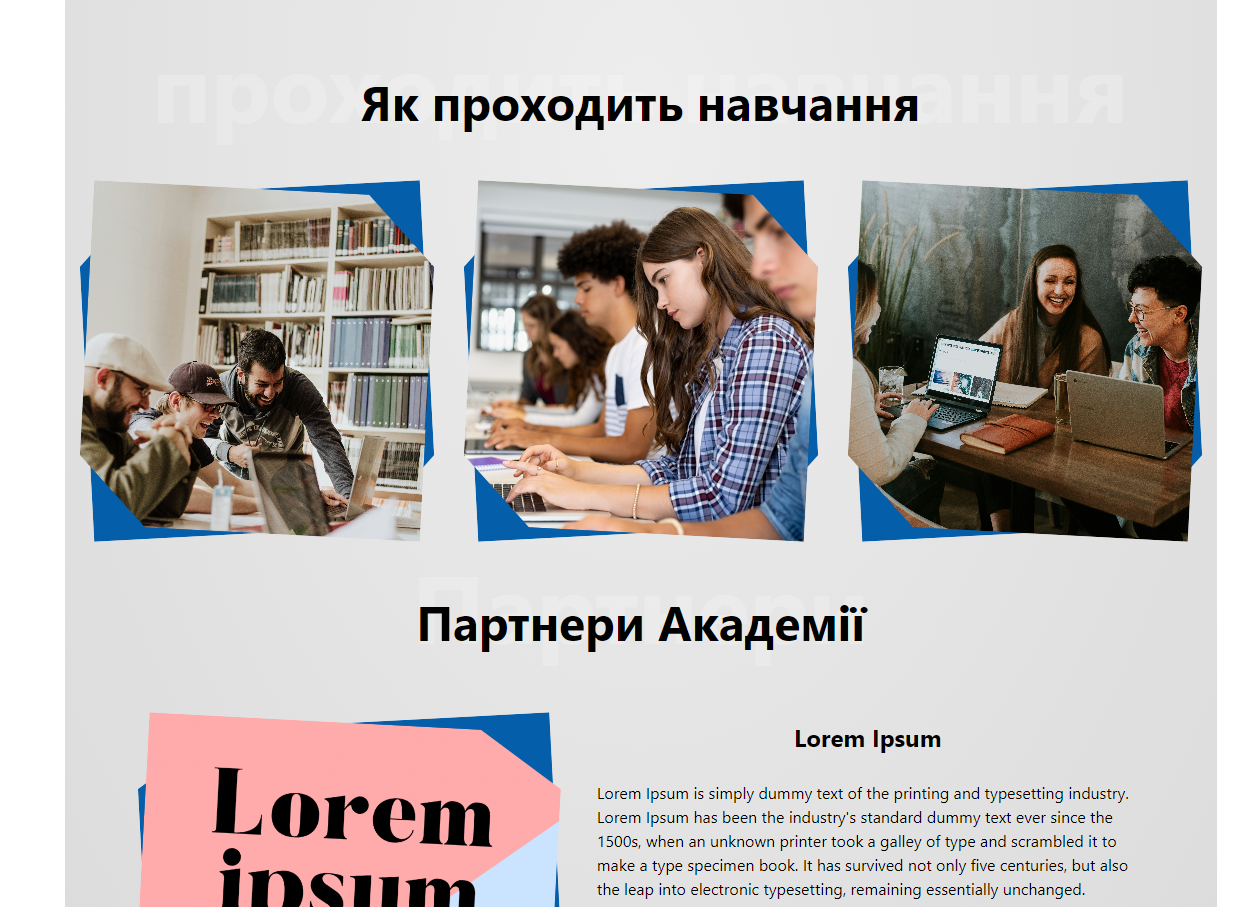 проходить навчання
Як проходить навчання
Партнери
Партнери Академії
Lorem
ipsum
Lorem Ipsum
Lorem Ipsum is simply dummy text of the printing and typesetting industry.
Lorem Ipsum has been the industry's standard dummy text ever since the
1500s, when an unknown printer took a galley of type and scrambled it to
make a type specimen book. It has survived not only five centuries, but also
the leap into electronic typesetting, remaining essentially unchanged.